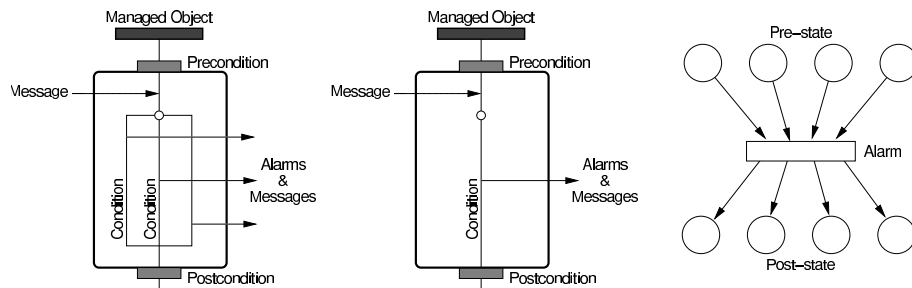 Managed Object
Precondition
Message
Condition
Condition
Alarms
&
Messages
Postcondition
Managed Object
Precondition
Message
Condition
Alarms
&
Messages
Postcondition
Pre-state
Alarm
Post-state